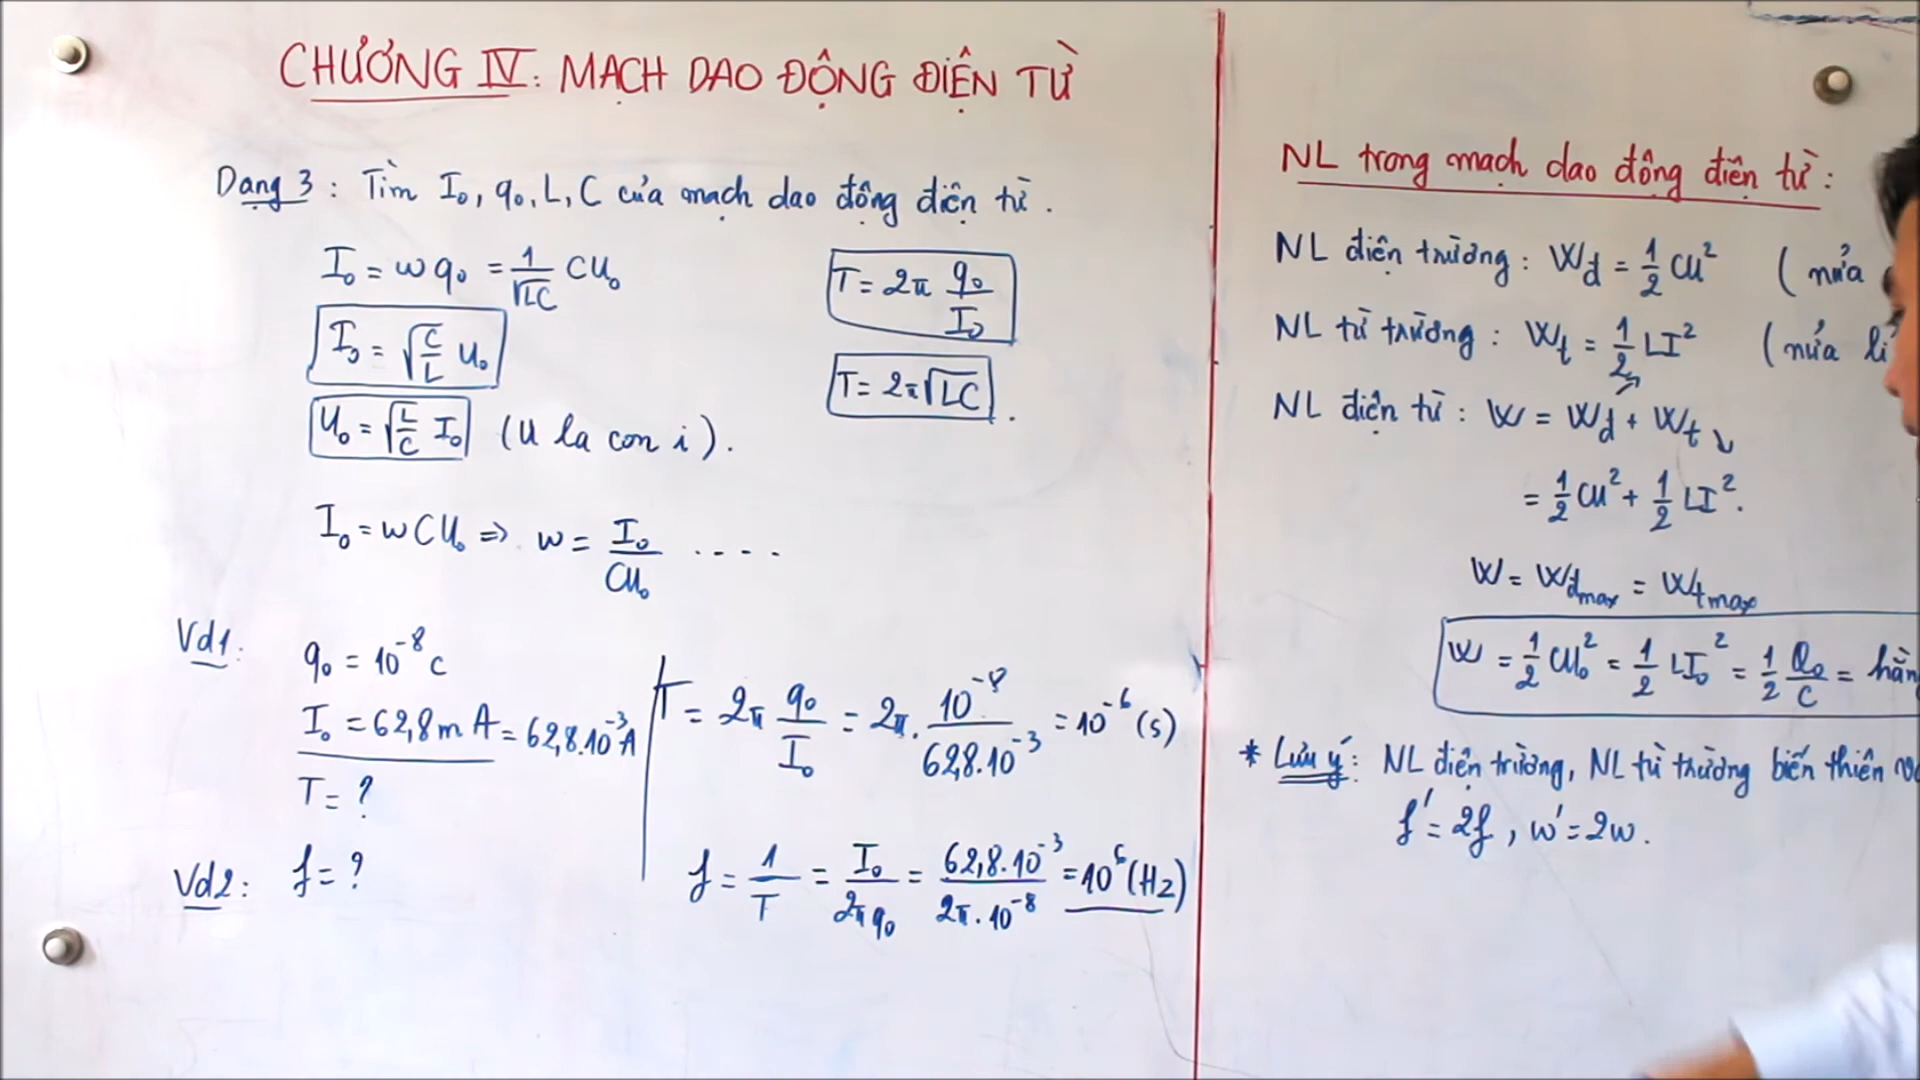 CHƯƠNG IV: MẠCH DAO ĐỘNG ĐIỆN TỪ
Dạng 3: Tìm I₀, q₀, L, C của mạch dao động điện từ.
I₀ = ωq₀ = 1/√LC CU₀
I₀ = √(C/L) U₀
U₀ = √(L/C) I₀ (U la con i).
T = 2π q₀/I₀
T = 2π√LC.
I₀ = ωCU₀ => ω = I₀/CU₀ ....
Vd1:
q₀ = 10⁻⁸ C
I₀ = 62,8 m A = 62,8.10⁻³A
T = ?
Vd2: f = ?
T = 2π q₀/I₀ = 2π. 10⁻⁸/62,8.10⁻³ = 10⁻⁶ (s)
f = 1/T = I₀/2πq₀ = 62,8.10⁻³/2π.10⁻⁸ = 10⁶ (Hz)
NL trong mạch dao động điện từ:
NL điện trường: Wđ = 1/2 Cu² (nửa
NL từ trường: Wt = 1/2 LI² (nửa
NL điện từ: W = Wđ + Wt
= 1/2 Cu² + 1/2 LI².
W = Wđmax = Wtmax
W = 1/2 CU₀² = 1/2 LI₀² = 1/2 Q₀/C =
* Lưu ý: NL điện trường, NL từ trường biến thiên
f' = 2f, ω' = 2ω.